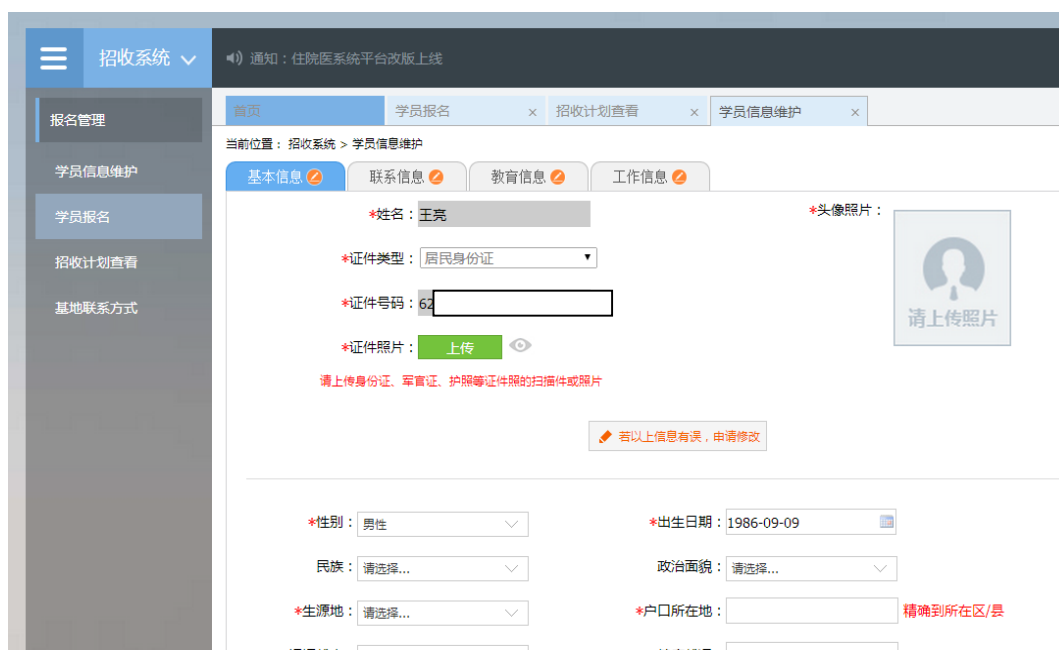 招收系统
通知：住院医系统平台改版上线
报名管理
学员信息维护
学员报名
招收计划查看
基地联系方式
首页 学员报名 × 招收计划查看 × 学员信息维护 ×
当前位置： 招收系统 > 学员信息维护
基本信息 联系信息 教育信息 工作信息
*姓名：王亮 *头像照片：
*证件类型：居民身份证
*证件号码：62
请上传照片
*证件照片： 上传
请上传身份证、军官证、护照等证件照的扫描件或照片
若以上信息有误，申请修改
*性别：男性 *出生日期：1986-09-09
民族：请选择... 政治面貌：请选择...
*生源地：请选择... *户口所在地： 精确到所在区/县